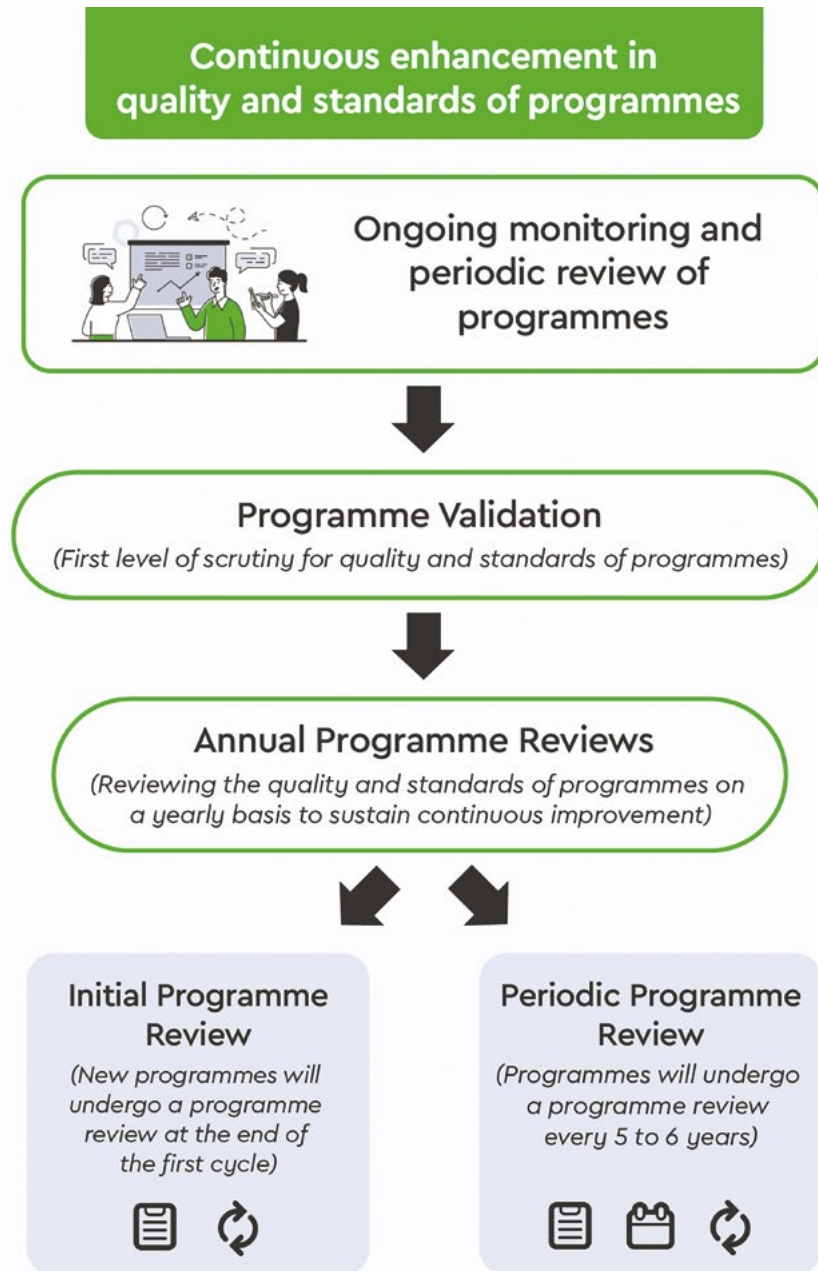 Continuous enhancement in
quality and standards of programmes
Ongoing monitoring and
periodic review of
programmes
Programme Validation
(First level of scrutiny for quality and standards of programmes)
Annual Programme Reviews
(Reviewing the quality and standards of programmes on
a yearly basis to sustain continuous improvement)
Initial Programme
Review
(New programmes will
undergo a programme
review at the end of
the first cycle)
Periodic Programme
Review
(Programmes will undergo
a programme review
every 5 to 6 years)